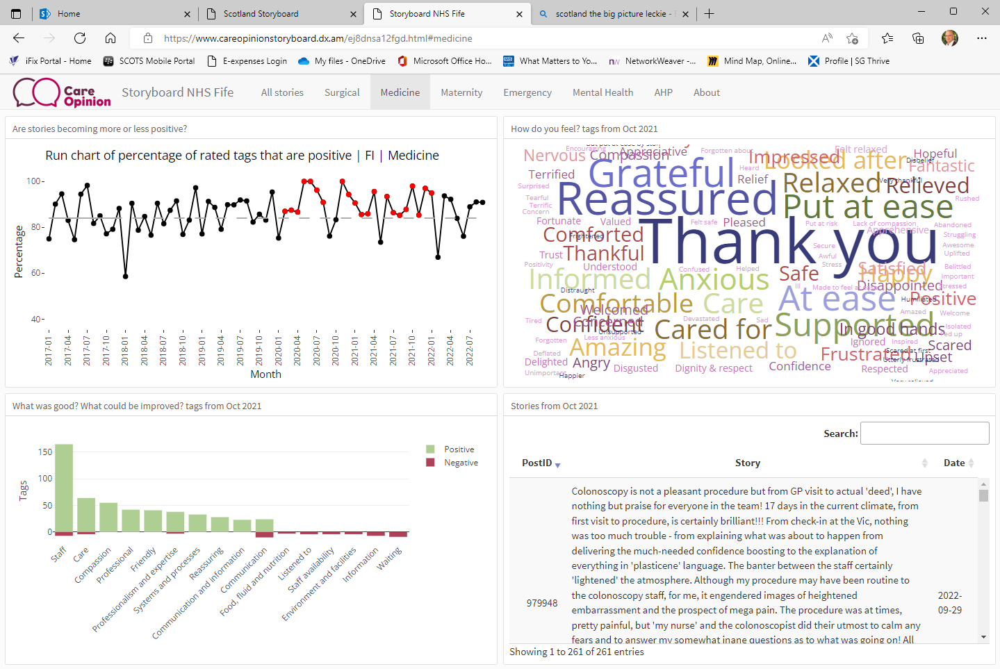 Home
Scotland Storyboard
Storyboard NHS Fife
scotland the big picture leckie -
https://www.careopinionstoryboard.dx.am/ej8dnsa12fgd.html#medicine
iFix Portal - Home
SCOTS Mobile Portal
E-expenses Login
My files - OneDrive
Microsoft Office Ho...
What Matters to Yo...
NetworkWeaver -...
Mind Map, Online...
Profile | SG Thrive
Care Opinion
Storyboard NHS Fife
All stories
Surgical
Medicine
Maternity
Emergency
Mental Health
AHP
About
Are stories becoming more or less positive?
Run chart of percentage of rated tags that are positive | FI | Medicine
100
80
60
40
Percentage
2017-01
2017-04
2017-07
2017-10
2018-01
2018-04
2018-07
2018-10
2019-01
2019-04
2019-07
2019-10
2020-01
2020-04
2020-07
2020-10
2021-01
2021-04
2021-07
2021-10
2022-01
2022-04
2022-07
Month
How do you feel? tags from Oct 2021
Encouraging
Appreciative
Forgotten about
Felt relaxed
Hopeful
Nervous
Compassion
Impressed
Looked after
Disbelief
Fantastic
Terrified
Grateful
Heard
Relief
Relaxed
Very thankful
Relieved
Surprised
Tearful
Terrific
Concern
Reassured
Put at ease
Rushed
Fortunate
Valued
Felt safe
Pleased
Put at risk
Lack of compassion
Apprehensive
Abandoned
Struggling
Comforted
Frightened
Thank you
Secure
Awesome
Trust
Thankful
Awful
Uplifted
Positivity
Understood
Confused
Helped
Stress
Safe
Satisfied
Happy
Belittled
Important
Informed
Anxious
Ill
Made to feel at ease
Disappointed
Stressed
Distraught
Comfortable
Care
At ease
Humiliated
Positive
Welcomed
Amazed
Welcome
Tired
Confident
Concerned
Devastated
Sad
Supported
In good hands
Isolated
Fed up
Unsupported
Less anxious
Cared for
Forgotten
Ignored
Inspired
Scared
Deflated
Amazing
Listened to
Frustrated
Scared at first
Upset
Utterly frustrated
Delighted
Angry
Disgusted
Dignity & respect
Confidence
Respected
Appreciated
Unimportant
Happier
Very relieved
What was good? What could be improved? tags from Oct 2021
150
100
50
0
Tags
Positive
Negative
Staff
Care
Compassion
Professional
Friendly
Professionalism and expertise
Systems and processes
Reassuring
Communication and information
Communication
Food, fluid and nutrition
Listened to
Staff availability
Environment and facilities
Information
Waiting
Stories from Oct 2021
Search:
PostID
Story
Date
979948
Colonoscopy is not a pleasant procedure but from GP visit to actual 'deed', I have
nothing but praise for everyone in the team! 17 days in the current climate, from
first visit to procedure, is certainly brilliant!!! From check-in at the Vic, nothing
was too much trouble - from explaining what was about to happen from
delivering the much-needed confidence boosting to the explanation of
everything in 'plasticene' language. The banter between the staff certainly
'lightened' the atmosphere. Although my procedure may have been routine to
the colonoscopy staff, for me, it engendered images of heightened
embarrassment and the prospect of mega pain. The procedure was at times,
pretty painful, but 'my nurse' and the colonoscopist did their utmost to calm any
fears and to answer my somewhat inane questions as to what was going on! All
2022-
09-29
Showing 1 to 261 of 261 entries